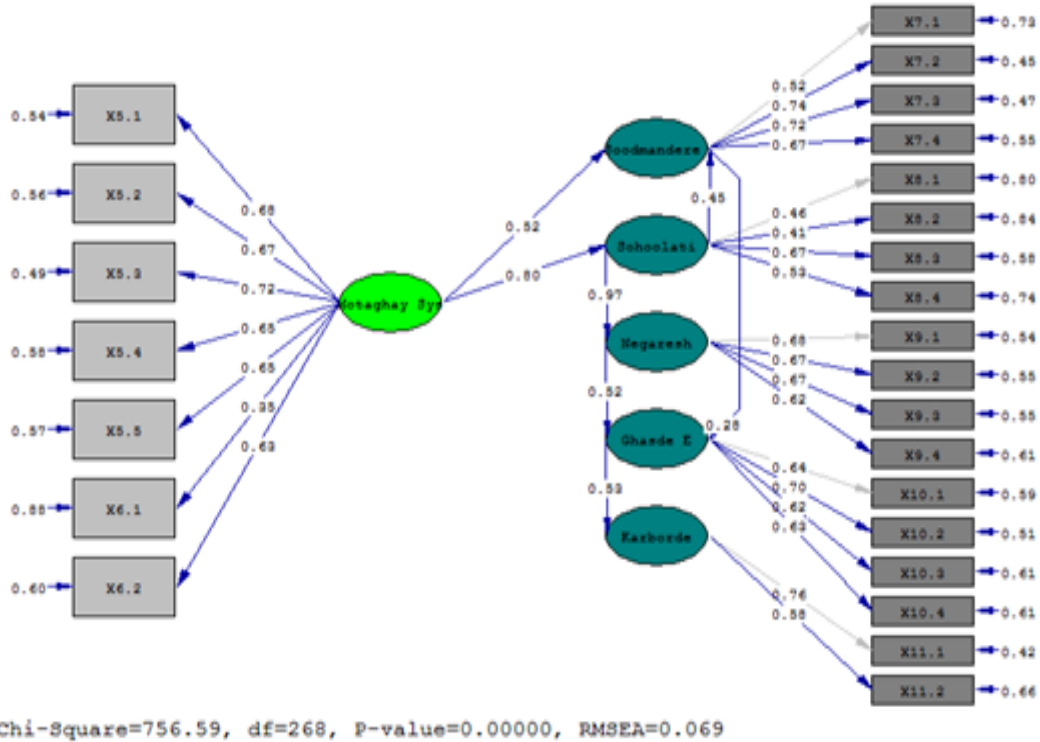 X7.1 0.73
X7.2 0.45
0.52
0.74
X7.3 0.47
0.54 X5.1
0.72
0.67
X7.4 0.55
Soodmandere
X8.1 0.80
0.56 X5.2
0.45
0.68
0.46
0.41
X8.2 0.84
0.52
0.67
Sohoolati
0.67
0.53
X8.3 0.58
0.49 X5.3
0.80
0.72
0.97
X8.4 0.74
Motaghay Sys
0.65
X9.1 0.54
0.68
0.67
0.67
0.62
Negaresh
0.58 X5.4
0.65
X9.2 0.55
0.52
0.35
X9.3 0.55
0.28
0.57 X5.5
Ghasde E
0.63
X9.4 0.61
0.64
0.70
0.62
0.63
0.53
X10.1 0.59
0.88 X6.1
Karborde
X10.2 0.51
X10.3 0.61
0.60 X6.2
0.76
0.58
X10.4 0.61
X11.1 0.42
X11.2 0.66
Chi-Square=756.59, df=268, P-value=0.00000, RMSEA=0.069